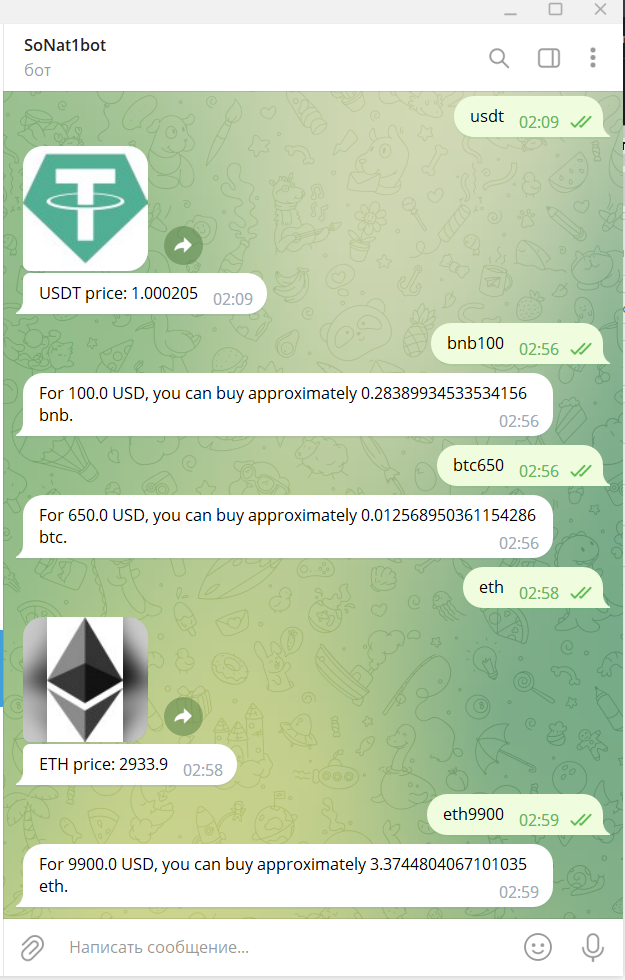 SoNat1bot
бот
usdt 02:09
USDT price: 1.000205 02:09
bnb100 02:56
For 100.0 USD, you can buy approximately 0.28389934533534156
bnb.
02:56
btc650 02:56
For 650.0 USD, you can buy approximately 0.012568950361154286
btc.
02:56
eth 02:58
ETH price: 2933.9 02:58
eth9900 02:59
For 9900.0 USD, you can buy approximately 3.3744804067101035
eth.
02:59
Написать сообщение...